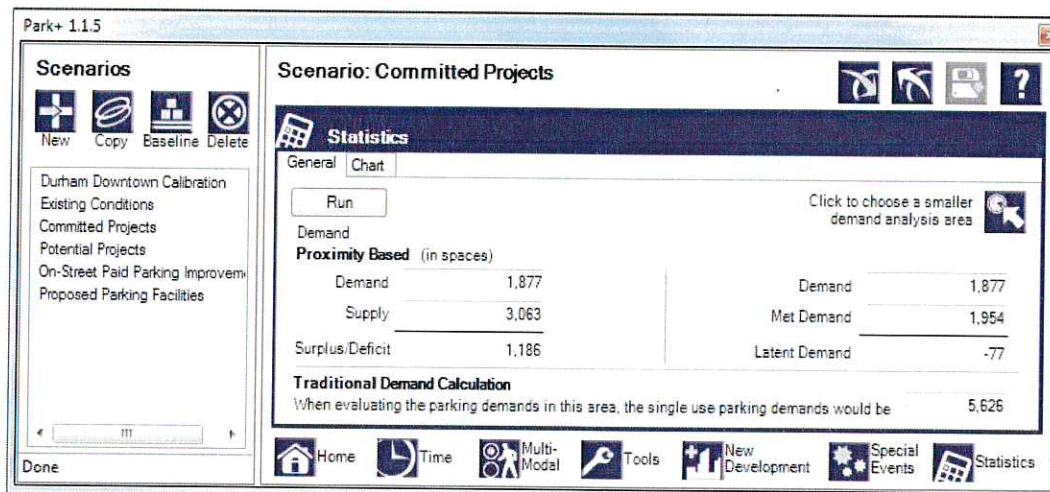 Park+ 1.1.5
Scenarios
New Copy Baseline Delete
Durham Downtown Calibration
Existing Conditions
Committed Projects
Potential Projects
On-Street Paid Parking Improvem
Proposed Parking Facilities
Done
Scenario: Committed Projects
?
Statistics
General Chart
Run
Click to choose a smaller
demand analysis area
Demand
Proximity Based (in spaces)
Demand 1,877
Supply 3,063
Surplus/Deficit 1,186
Demand 1,877
Met Demand 1,954
Latent Demand -77
Traditional Demand Calculation
When evaluating the parking demands in this area, the single use parking demands would be 5,626
Home
Time
Multi-
Modal
Tools
New
Development
Special
Events
Statistics